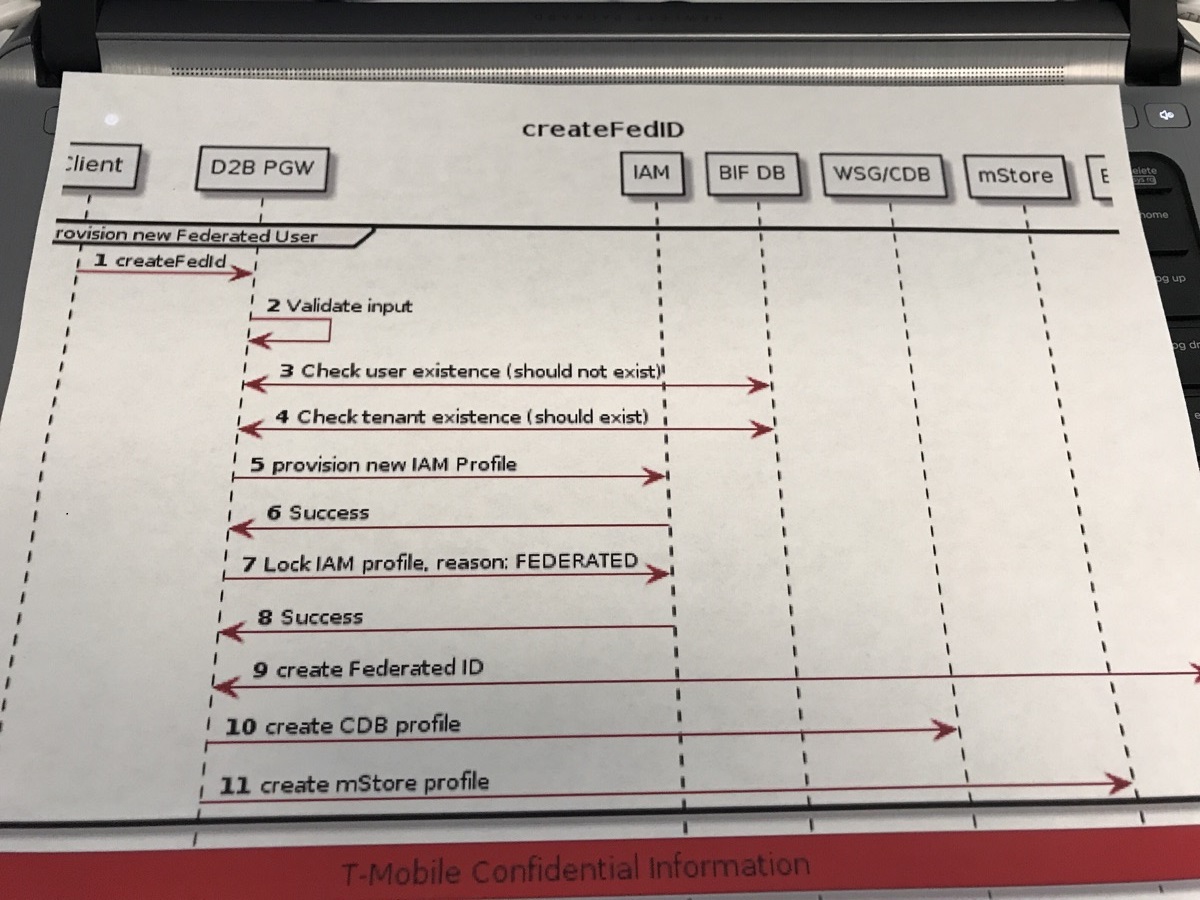 createFedID
Client
D2B PGW
IAM
BIF DB
WSG/CDB
mStore
E
rovision new Federated User
1 createFedId
2 Validate input
3 Check user existence (should not exist)
4 Check tenant existence (should exist)
5 provision new IAM Profile
6 Success
7 Lock IAM profile, reason: FEDERATED
8 Success
9 create Federated ID
10 create CDB profile
11 create mStore profile
T-Mobile Confidential Information
elete
ome
pg up
pg d